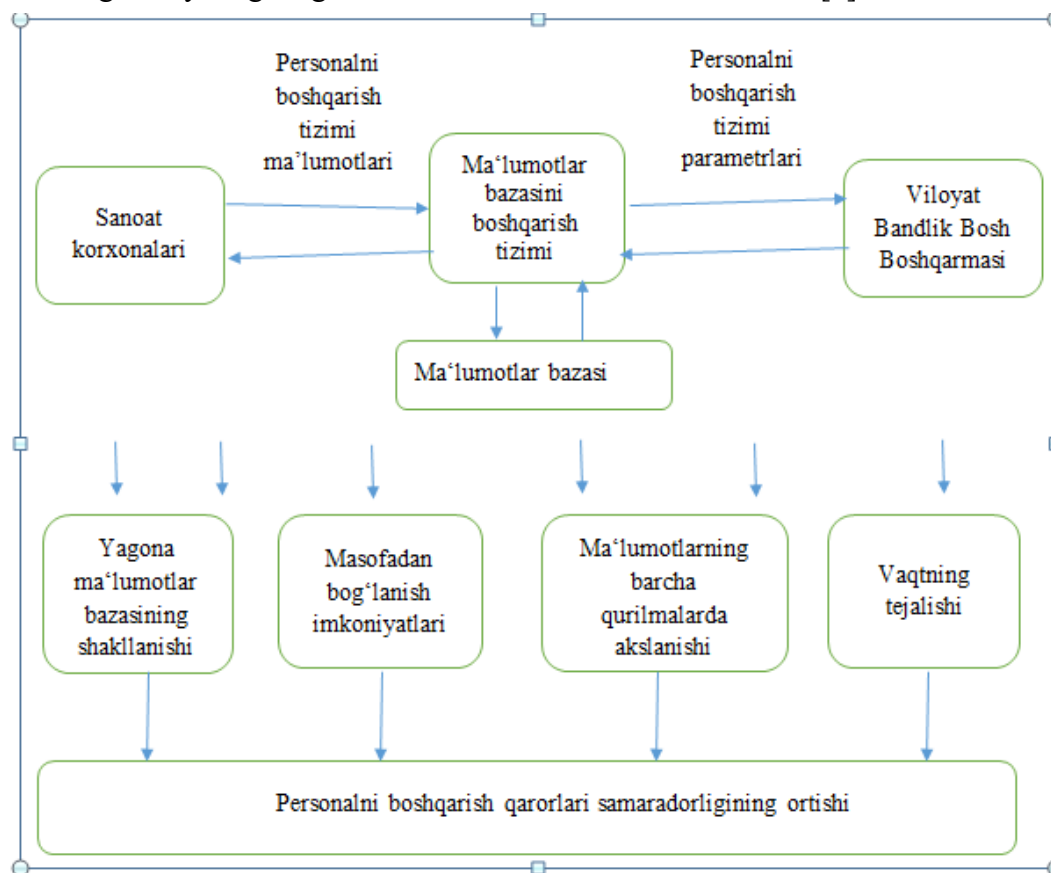 Personalni
boshqarish
tizimi
ma’lumotlari
Personalni
boshqarish
tizimi
parametrlari
Sanoat
korxonalari
Ma‘lumotlar
bazasini
boshqarish
tizimi
Viloyat
Bandlik Bosh
Boshqarmasi
Ma‘lumotlar bazasi
Yagona
ma‘lumotlar
bazasining
shakllanishi
Masofadan
bog‘lanish
imkoniyatlari
Ma‘lumotlarning
barcha
qurilmalarda
akslanishi
Vaqtning
tejalishi
Personalni boshqarish qarorlari samaradorligining ortishi